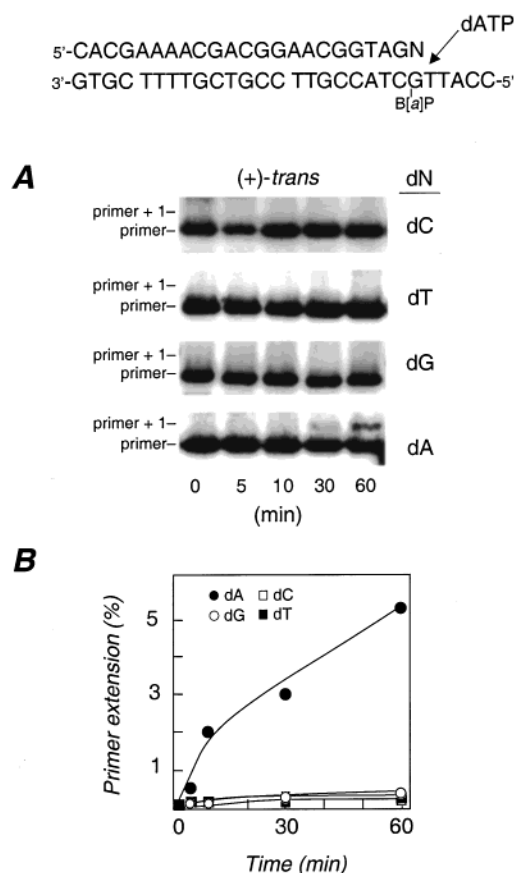 dATP
5'-CACGAAAACGACGGAACGGTAGN
3'-GTGC TTTTGCTGCC TTGCCATCGTTACC-5'
B[a]P
A
(+)-trans
dN
primer + 1–
primer–
dC
primer + 1–
primer–
dT
primer + 1–
primer–
dG
primer + 1–
primer–
dA
0 5 10 30 60
(min)
B
Primer extension (%)
dA dC
dG dT
5
3
1
0 30 60
Time (min)